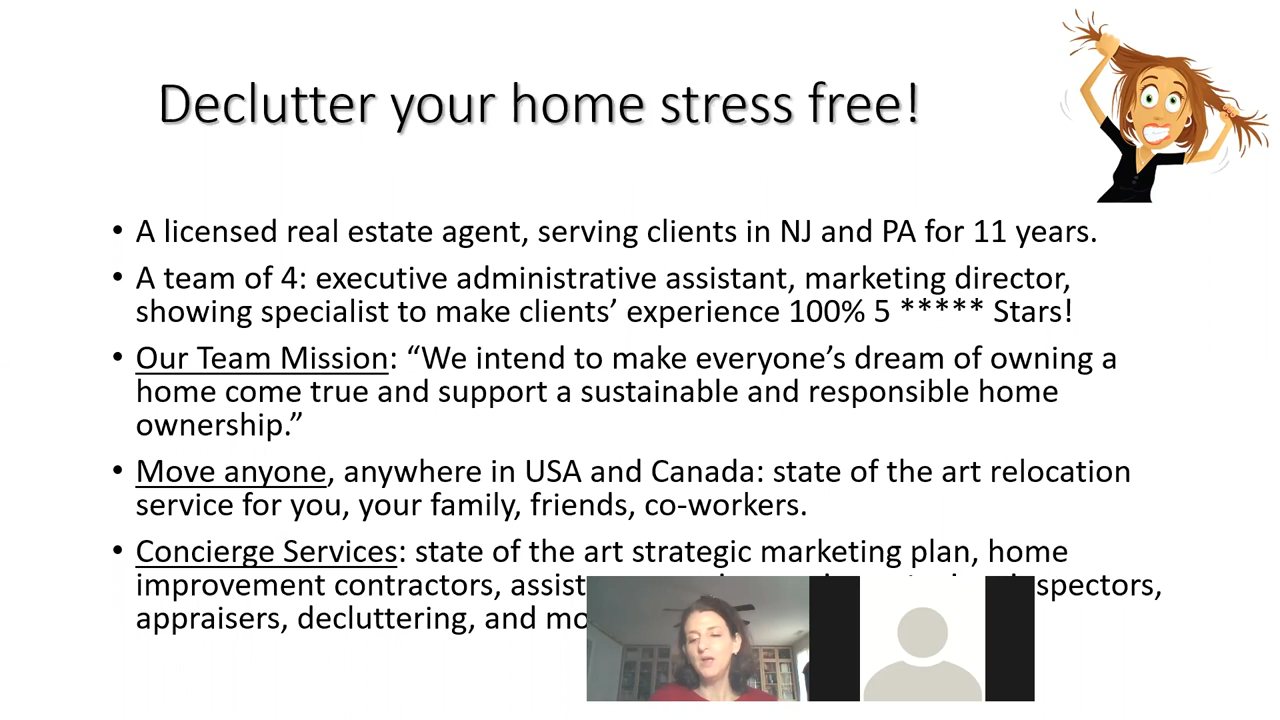 Declutter your home stress free!
• A licensed real estate agent, serving clients in NJ and PA for 11 years.
• A team of 4: executive administrative assistant, marketing director,
showing specialist to make clients’ experience 100% 5 ***** Stars!
• Our Team Mission: “We intend to make everyone’s dream of owning a
home come true and support a sustainable and responsible home
ownership.”
• Move anyone, anywhere in USA and Canada: state of the art relocation
service for you, your family, friends, co-workers.
• Concierge Services: state of the art strategic marketing plan, home
improvement contractors,
appraisers, decluttering, and